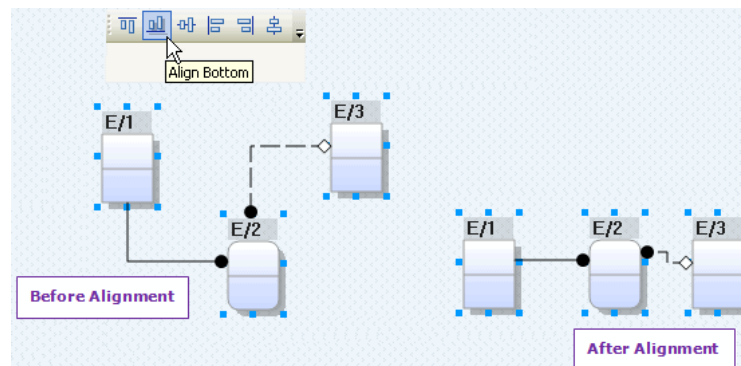 Align Bottom
E/1
E/3
E/2
E/1
E/2
E/3
Before Alignment
After Alignment